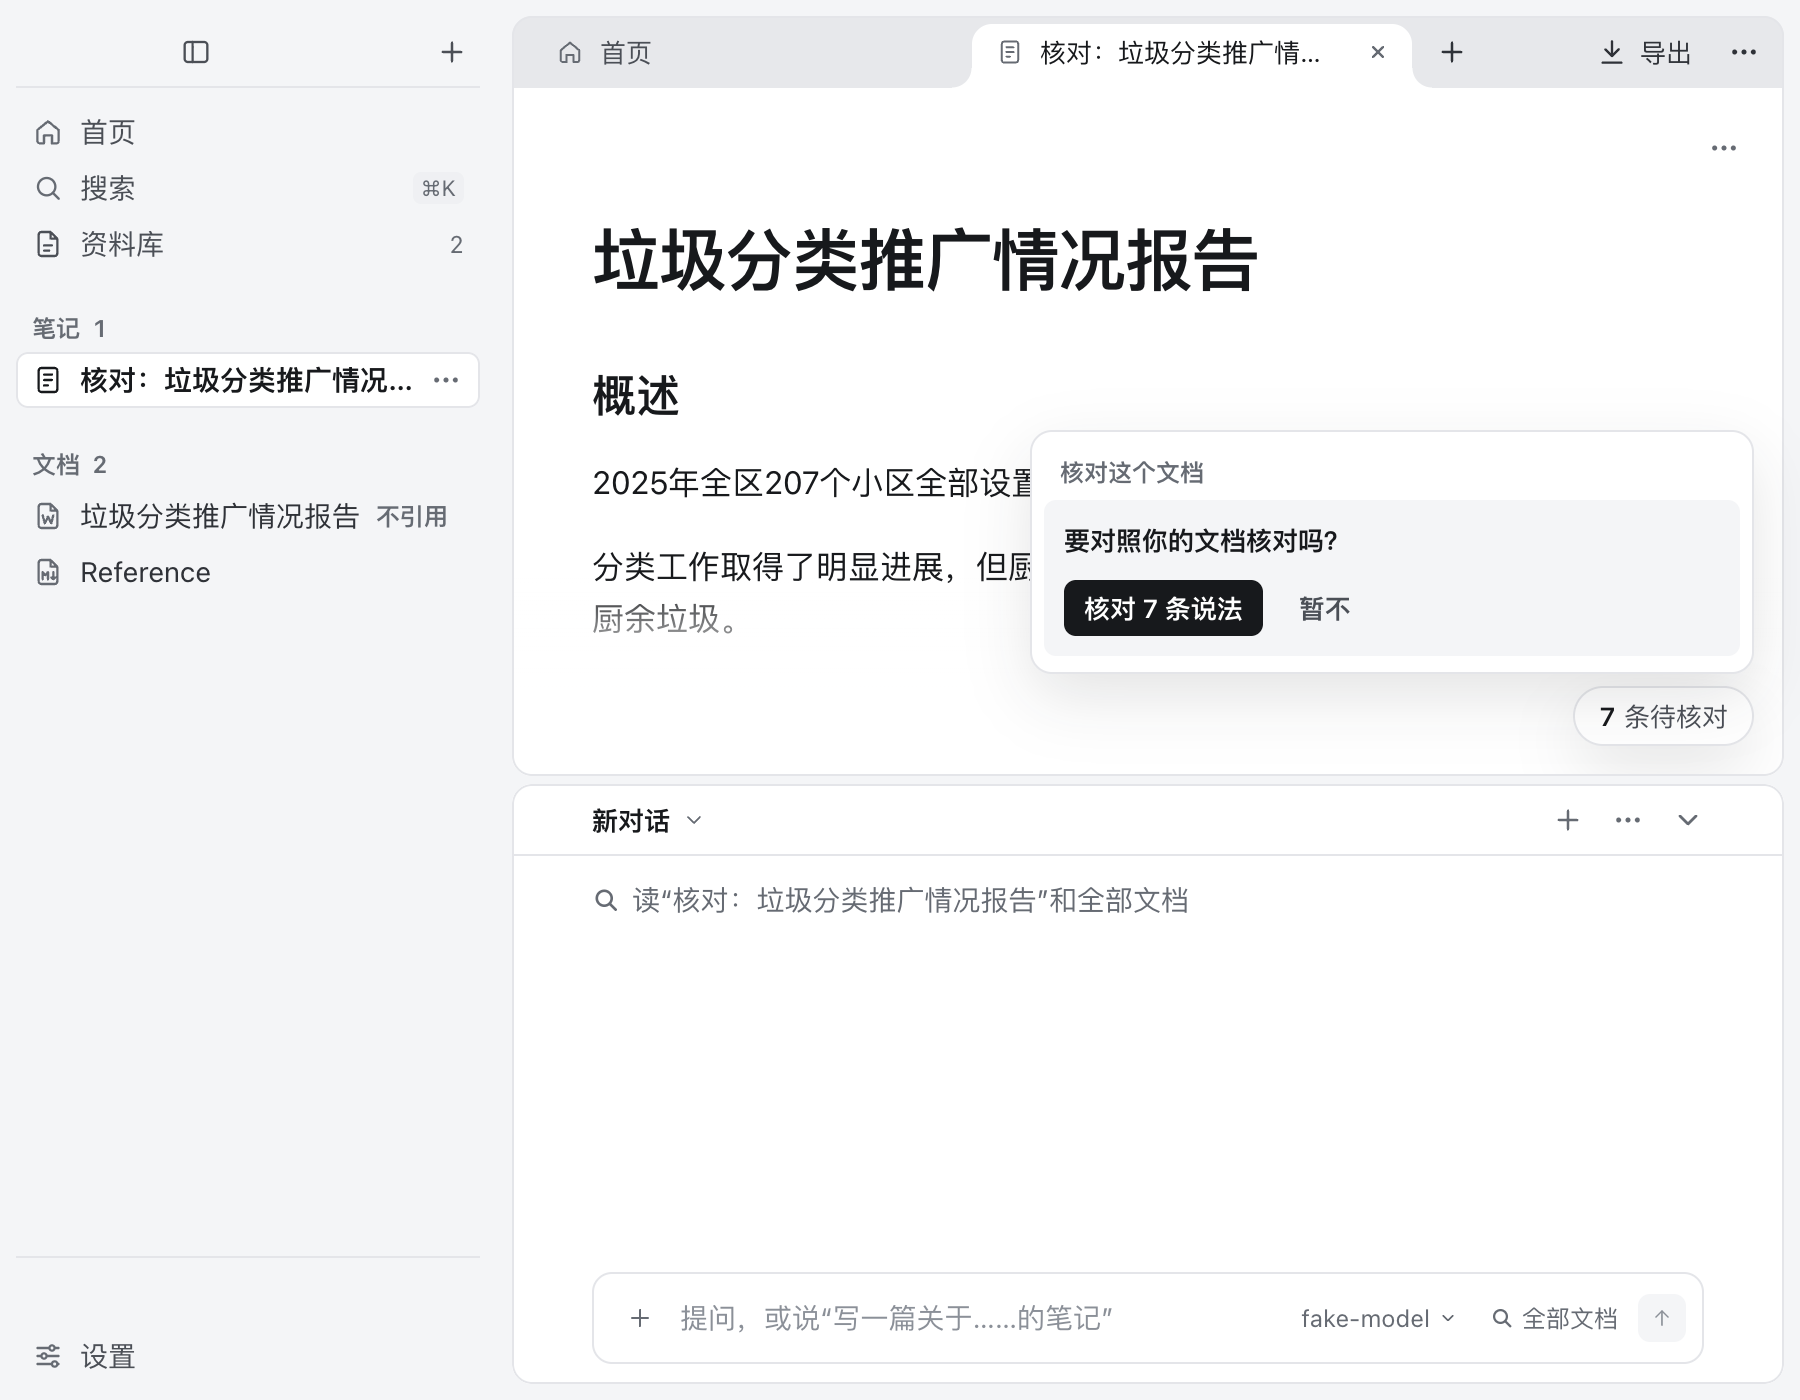 首页
搜索 ⌘K
资料库 2
笔记 1
核对：垃圾分类推广情况...
文档 2
垃圾分类推广情况报告 不引用
Reference
设置
首页
核对：垃圾分类推广情...
导出
垃圾分类推广情况报告
概述
2025年全区207个小区全部设置
分类工作取得了明显进展，但厨
厨余垃圾。
核对这个文档
要对照你的文档核对吗？
核对 7 条说法 暂不
7 条待核对
新对话
读“核对：垃圾分类推广情况报告”和全部文档
提问，或说“写一篇关于……的笔记” fake-model 全部文档